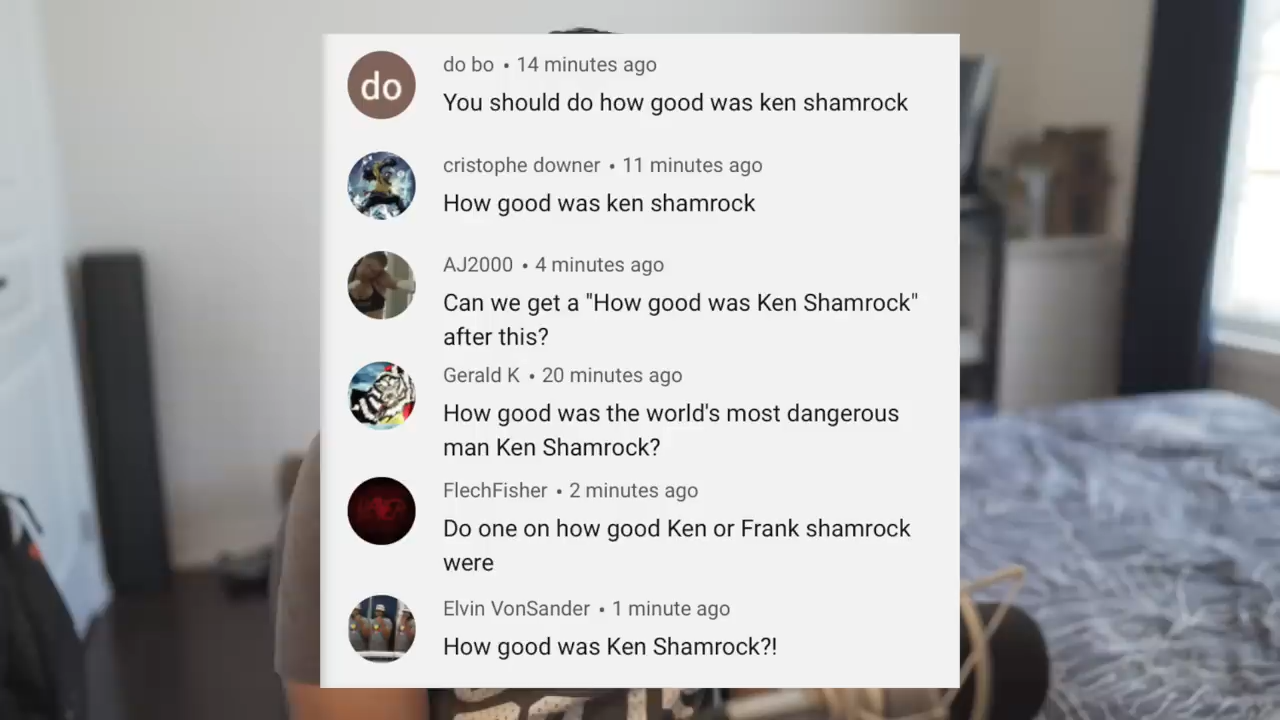 do
do bo • 14 minutes ago
You should do how good was ken shamrock
cristophe downer • 11 minutes ago
How good was ken shamrock
AJ2000 • 4 minutes ago
Can we get a "How good was Ken Shamrock"
after this?
Gerald K • 20 minutes ago
How good was the world's most dangerous
man Ken Shamrock?
FlechFisher • 2 minutes ago
Do one on how good Ken or Frank shamrock
were
Elvin VonSander • 1 minute ago
How good was Ken Shamrock?!